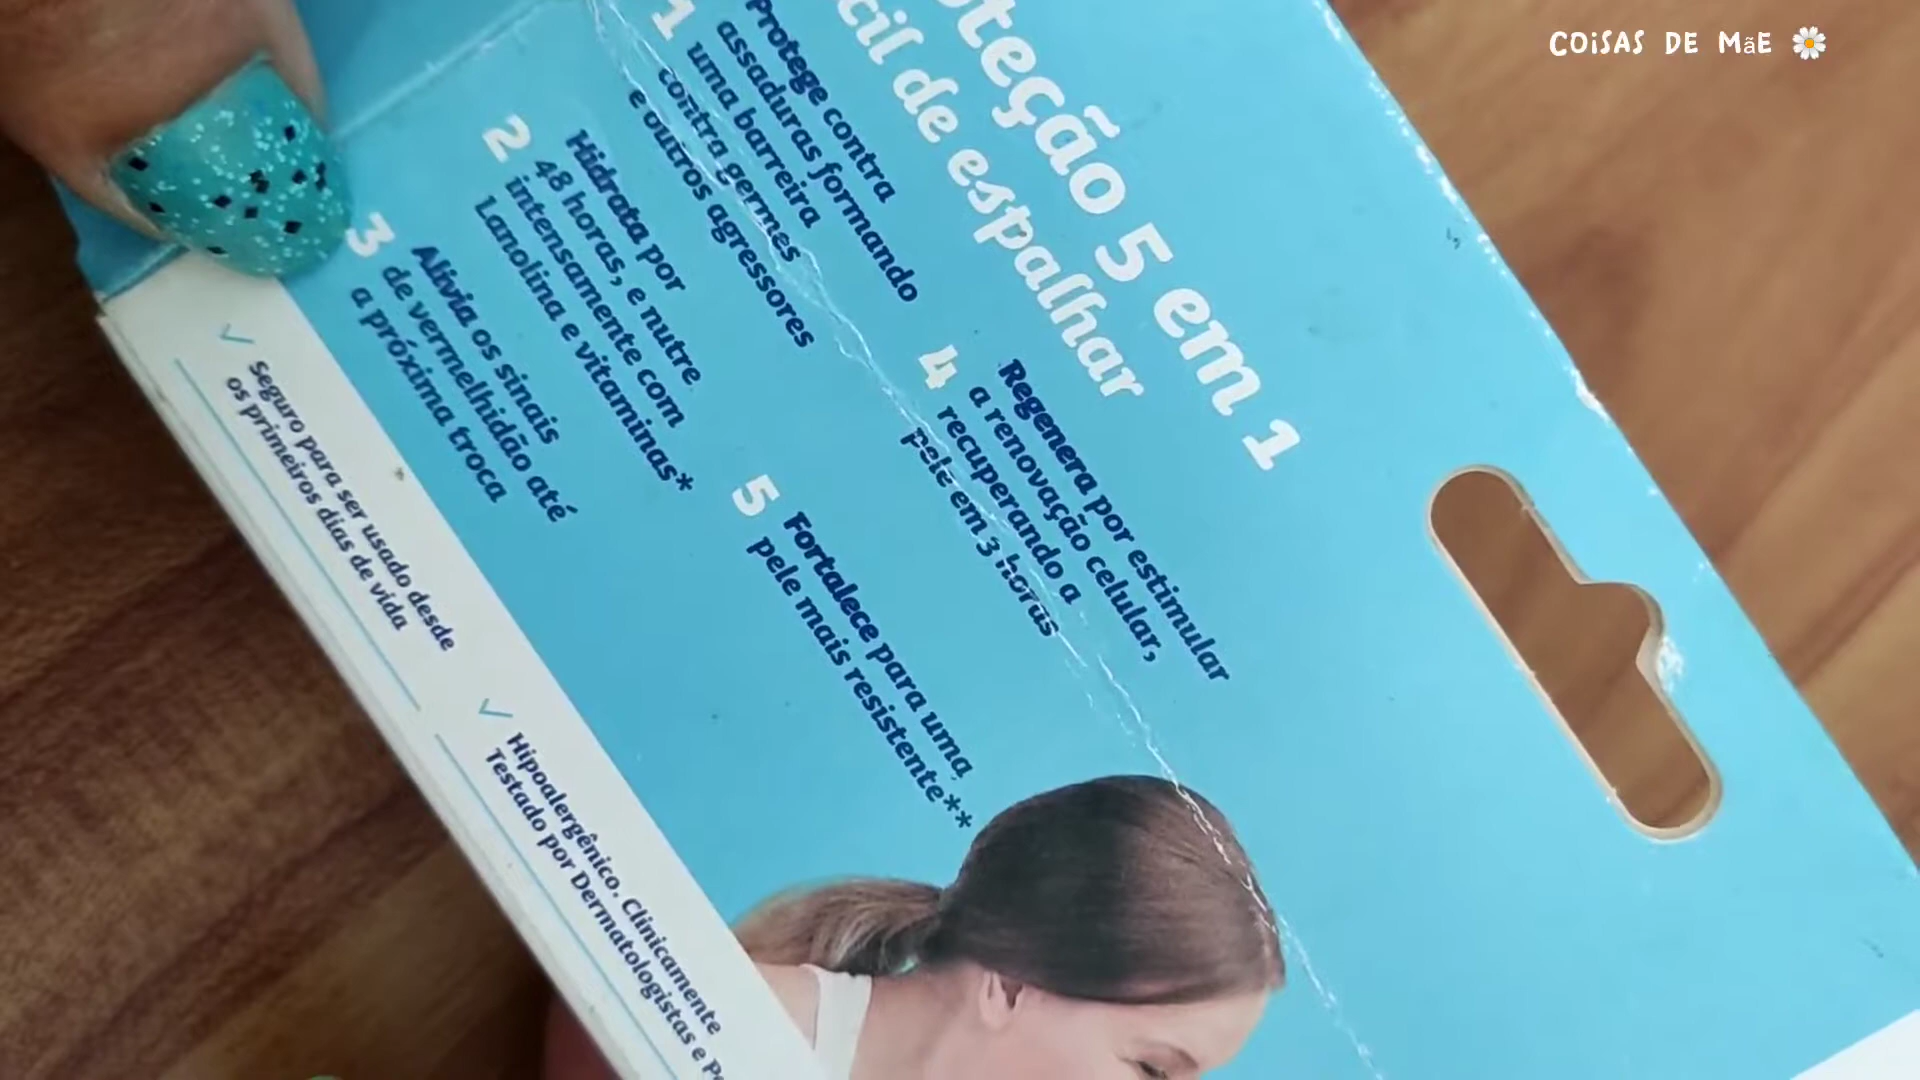 COISAS DE MãE
5 em 1
de espalhar
1 Protege contra
assaduras formando
uma barreira
contra germes
e outros agressores
2 Hidrata por
48 horas, e nutre
intensamente com
Lanolina e vitaminas*
3 Alivia os sinais
de vermelhidão até
a próxima troca
4 Regenera por estimular
a renovação celular,
recuperando a
pele em 3 horas
5 Fortalece para uma
pele mais resistente**
Seguro para ser usado desde
os primeiros dias de vida
Hipoalergênico. Clinicamente
Testado por Dermatologistas e